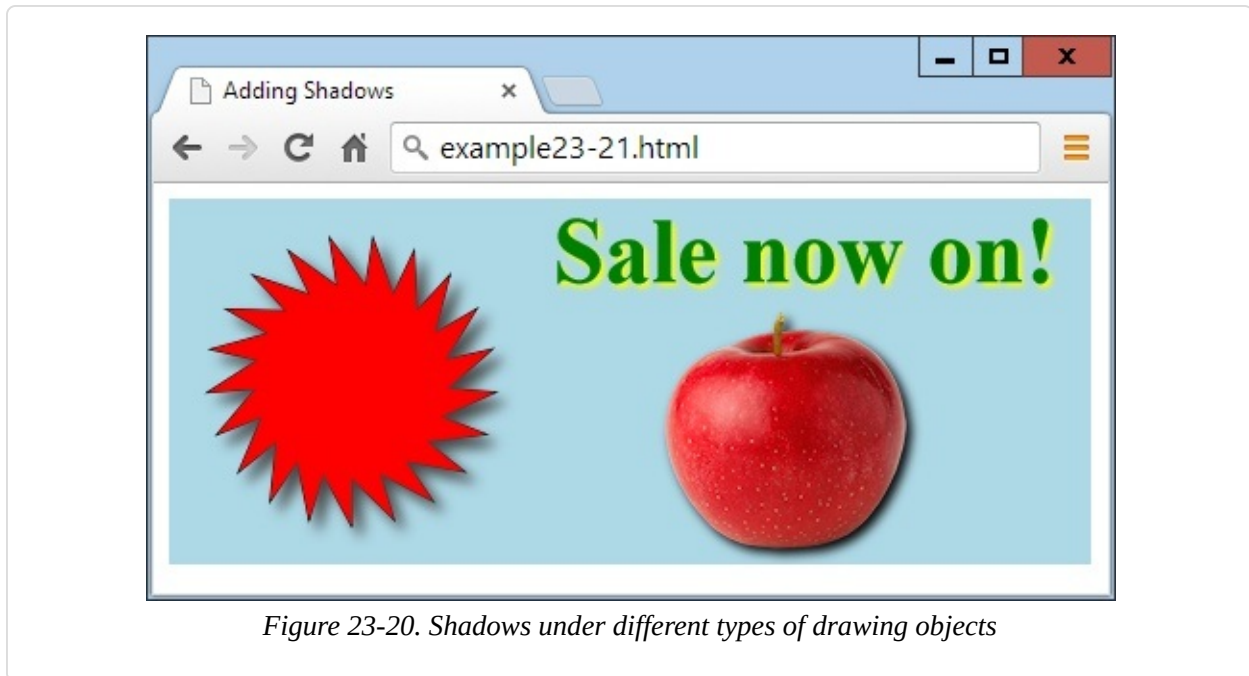 Adding Shadows
example23-21.html
Sale now on!
Figure 23-20. Shadows under different types of drawing objects